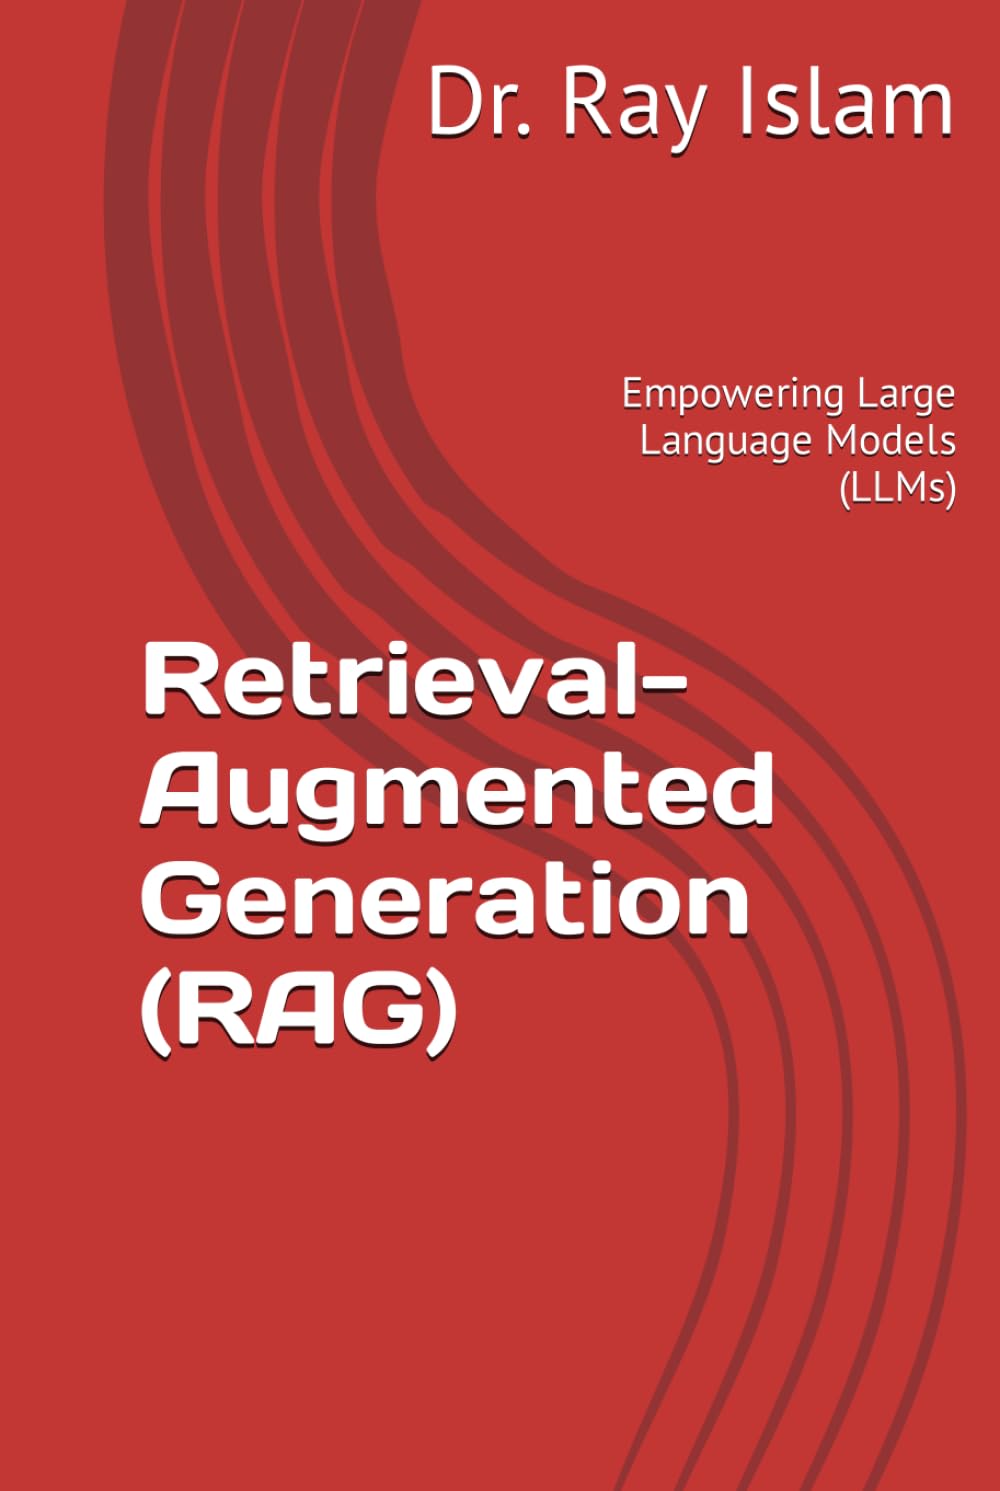 Dr. Ray Islam
Empowering Large
Language Models
(LLMs)
Retrieval-
Augmented
Generation
(RAG)